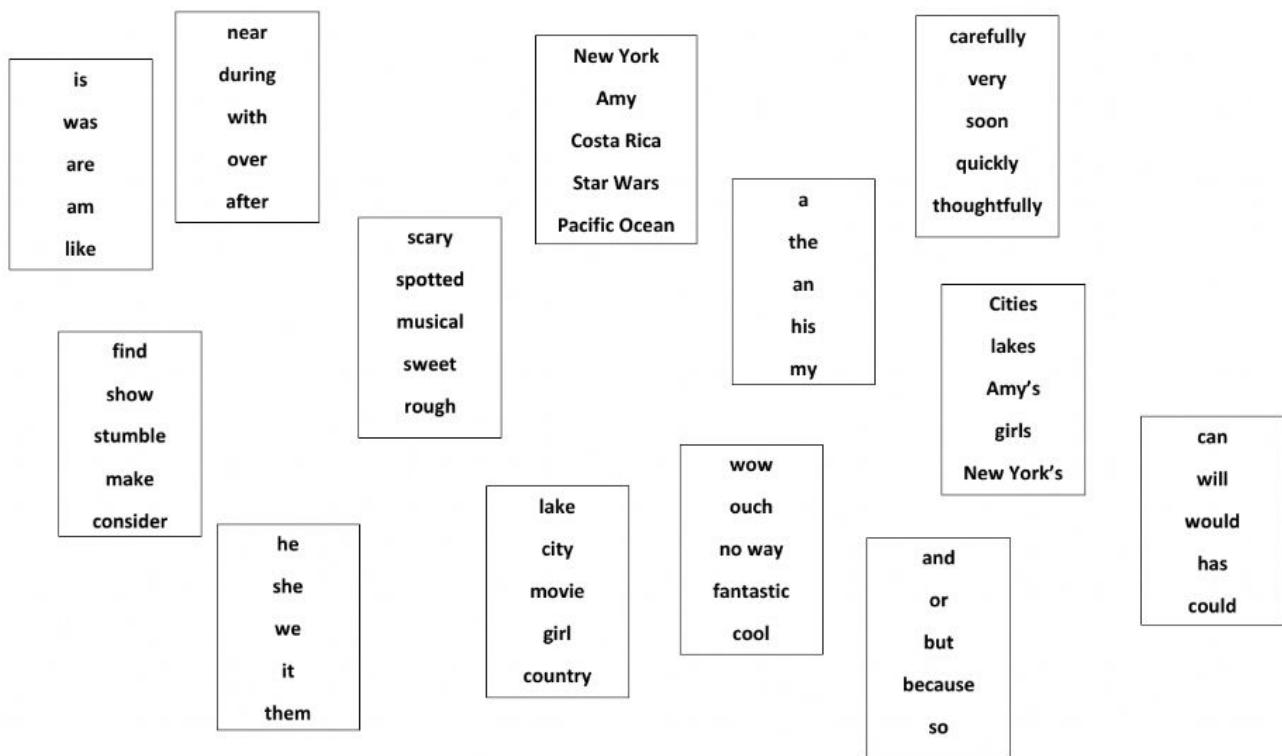 is
was
are
am
like
near
during
with
over
after
find
show
stumble
make
consider
he
she
we
it
them
scary
spotted
musical
sweet
rough
New York
Amy
Costa Rica
Star Wars
Pacific Ocean
lake
city
movie
girl
country
a
the
an
his
my
wow
ouch
no way
fantastic
cool
carefully
very
soon
quickly
thoughtfully
Cities
lakes
Amy’s
girls
New York’s
and
or
but
because
so
can
will
would
has
could